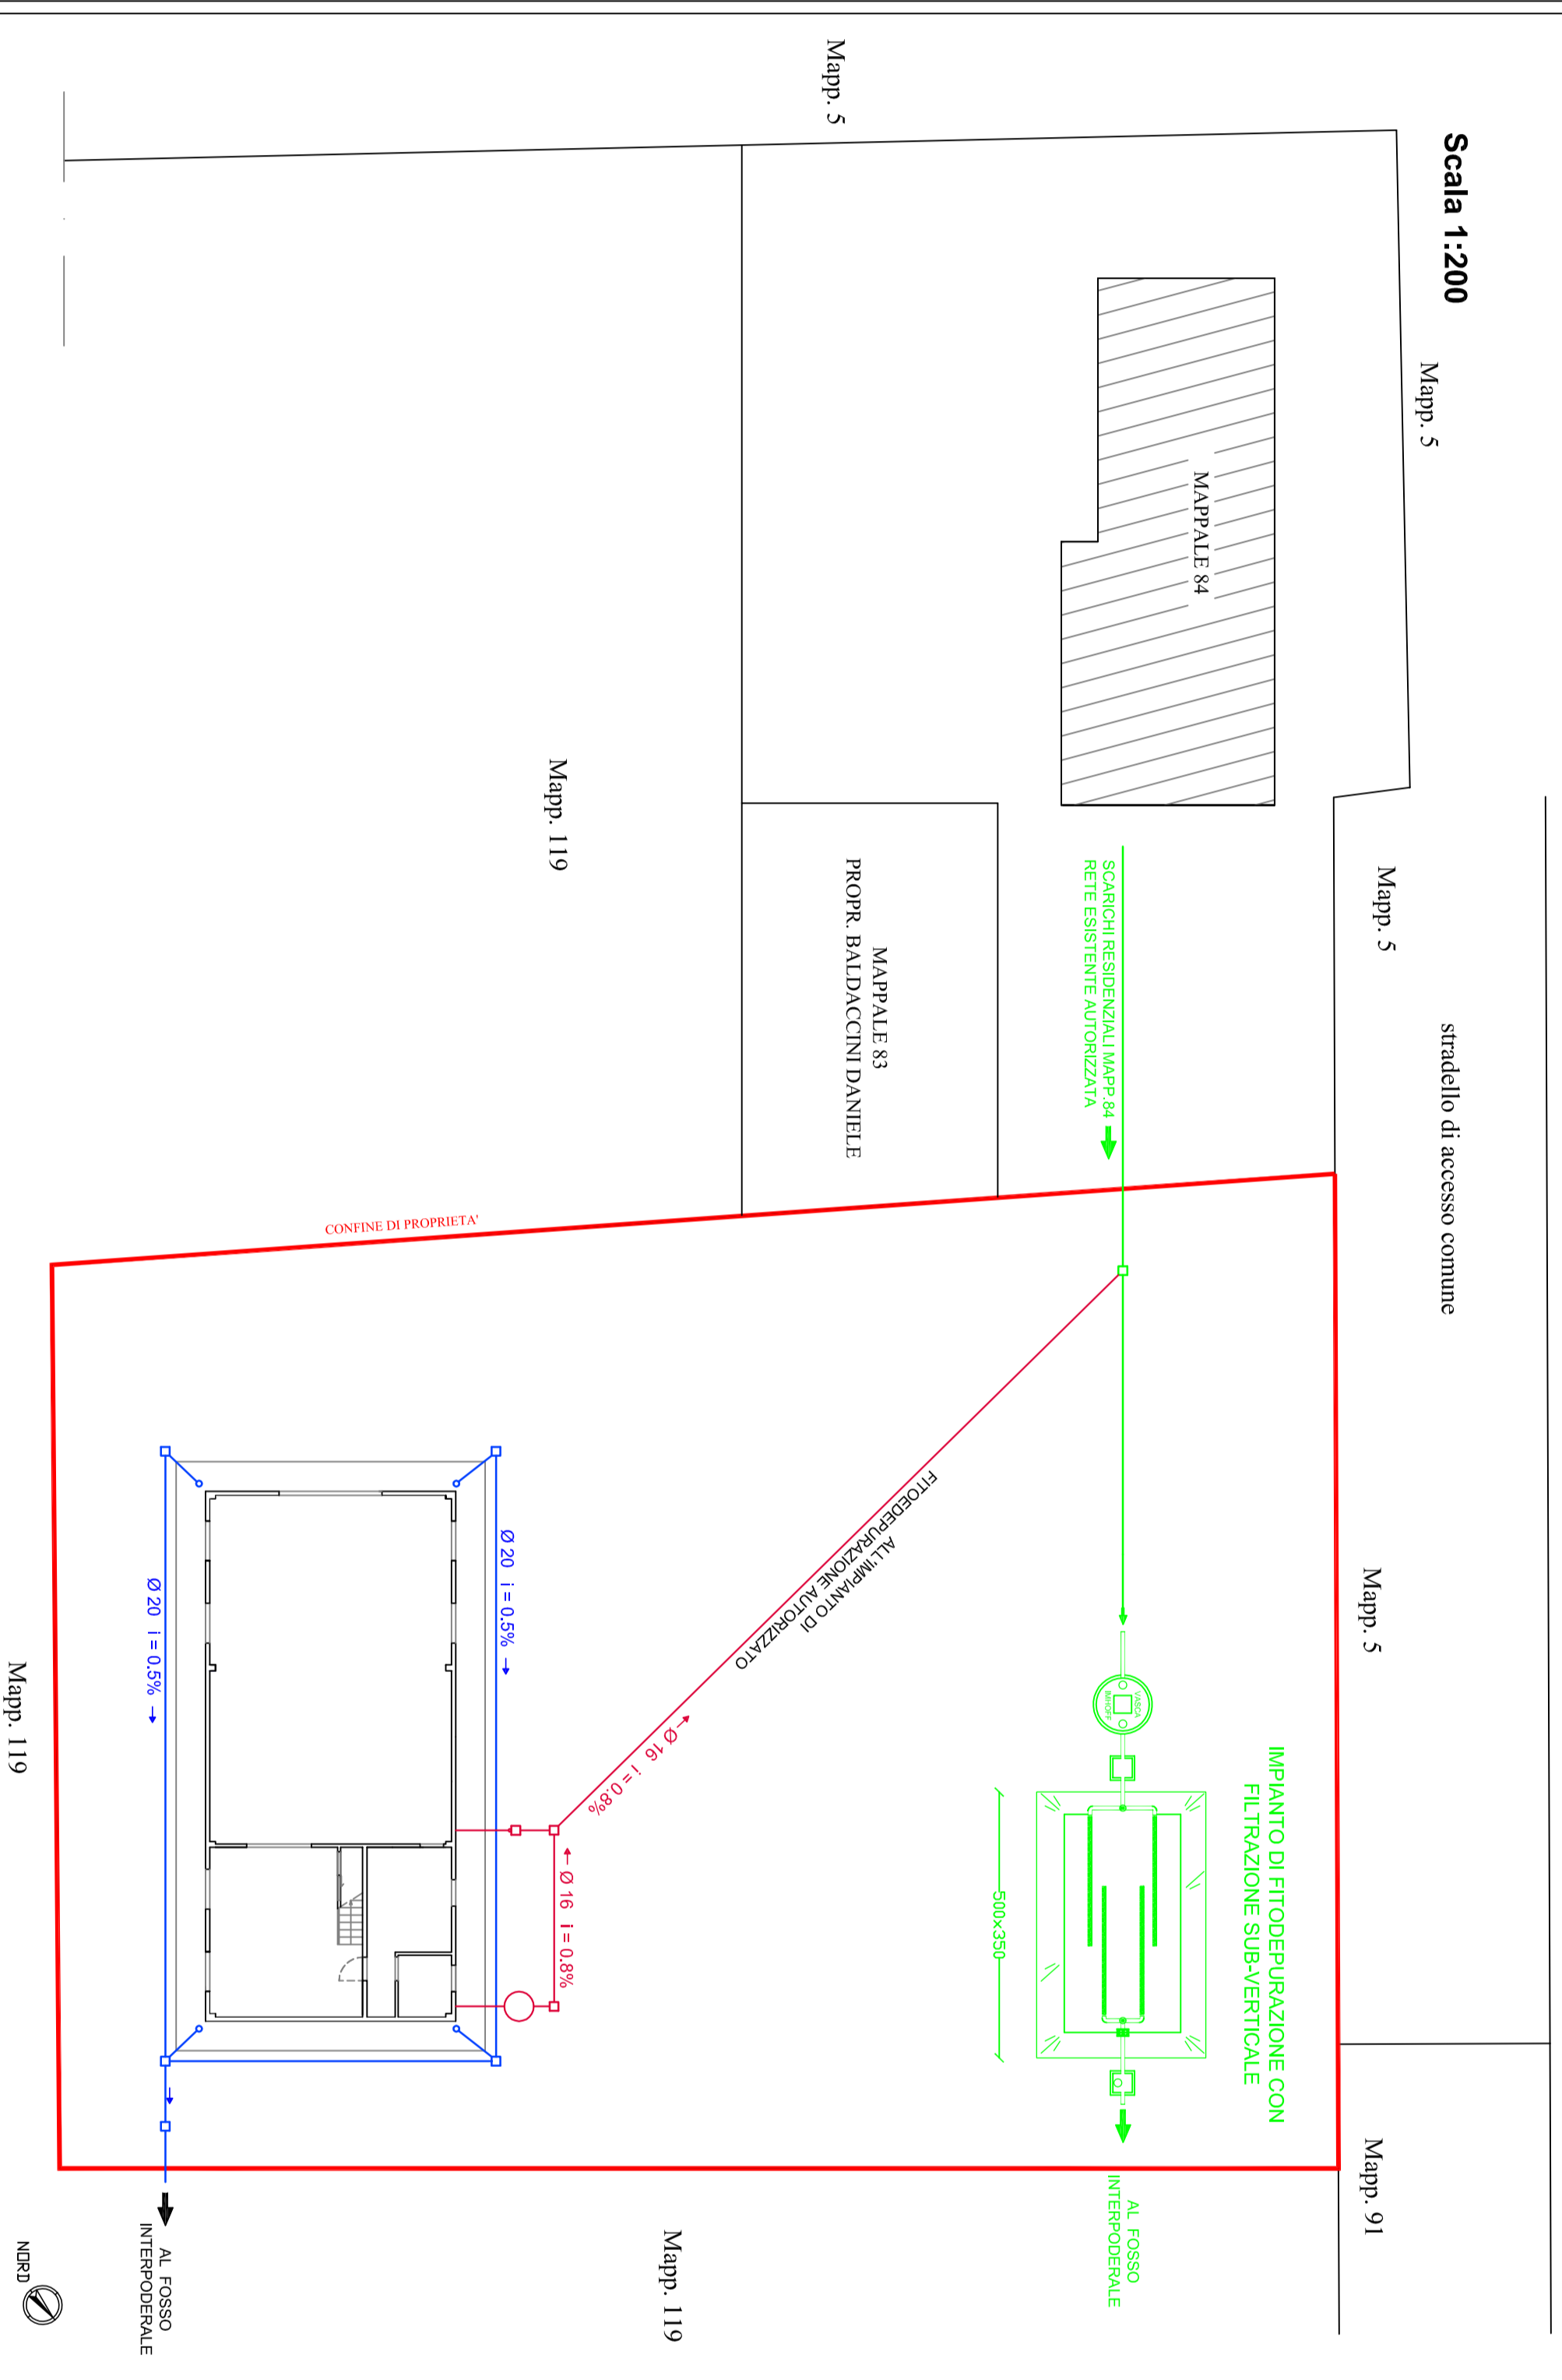 Scala 1:200
Mapp. 5
Mapp. 5
MAPPALE 84
Mapp. 5
stradello di accesso comune
Mapp. 119
MAPPALE 83
PROPR. BALDACCINI DANIELE
SCARICHI RESIDENZIALI MAPP.84
RETE ESISTENTE AUTORIZZATA
CONFINE DI PROPRIETA'
Mapp. 5
ALL'IMPIANTO DI
FITOEDEPURAZIONE AUTORIZZATO
Ø 16 i = 0.8%
Ø 16 i = 0.8%
Ø 20 i = 0.5%
Ø 20 i = 0.5%
VASCA
IMHOFF
IMPIANTO DI FITODEPURAZIONE CON
FILTRAZIONE SUB-VERTICALE
500x350
Mapp. 119
Mapp. 91
AL FOSSO
INTERPODERALE
Mapp. 119
AL FOSSO
INTERPODERALE
NORD